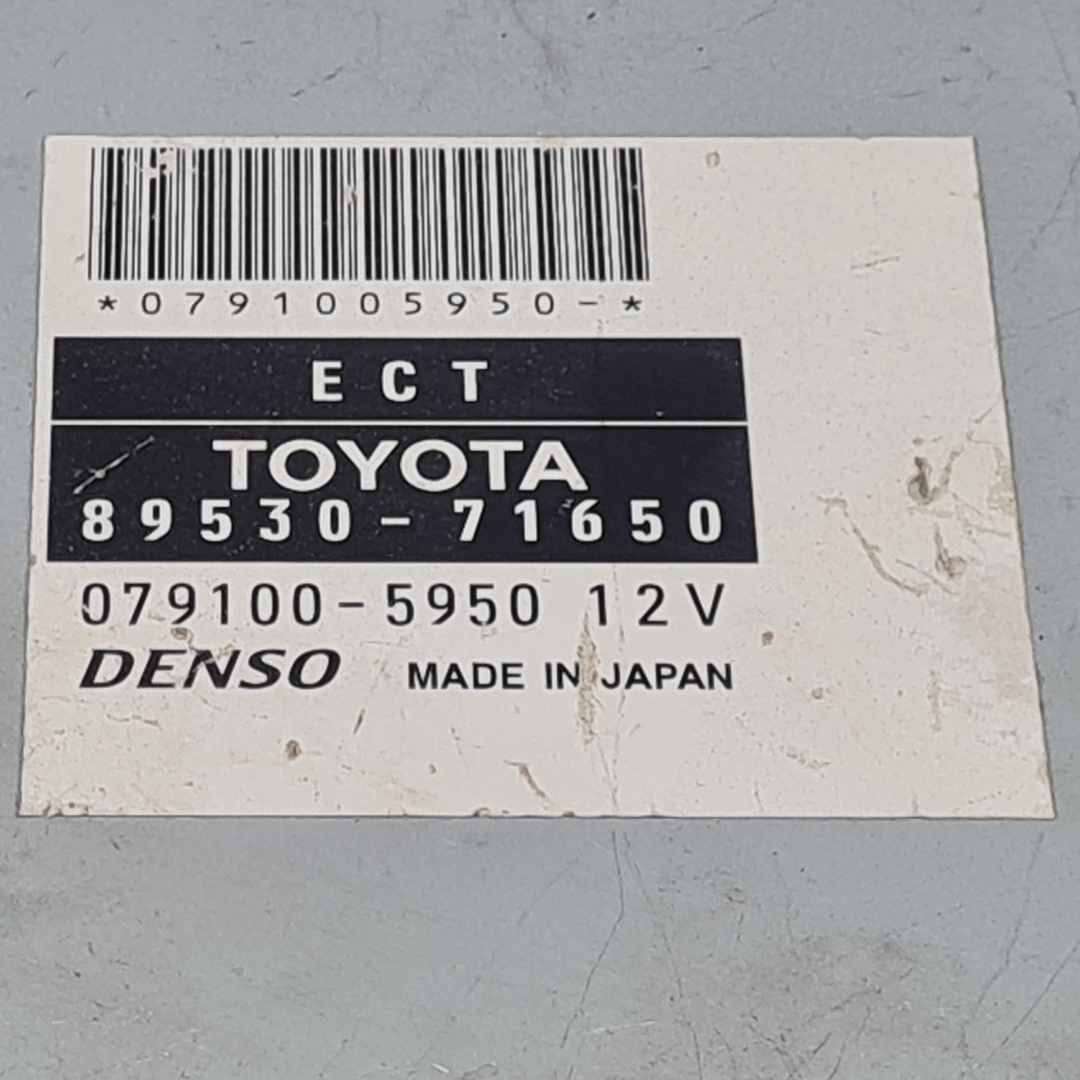 *0791005950-*
ECT
TOYOTA
89530-71650
079100-5950 12V
DENSO MADE IN JAPAN